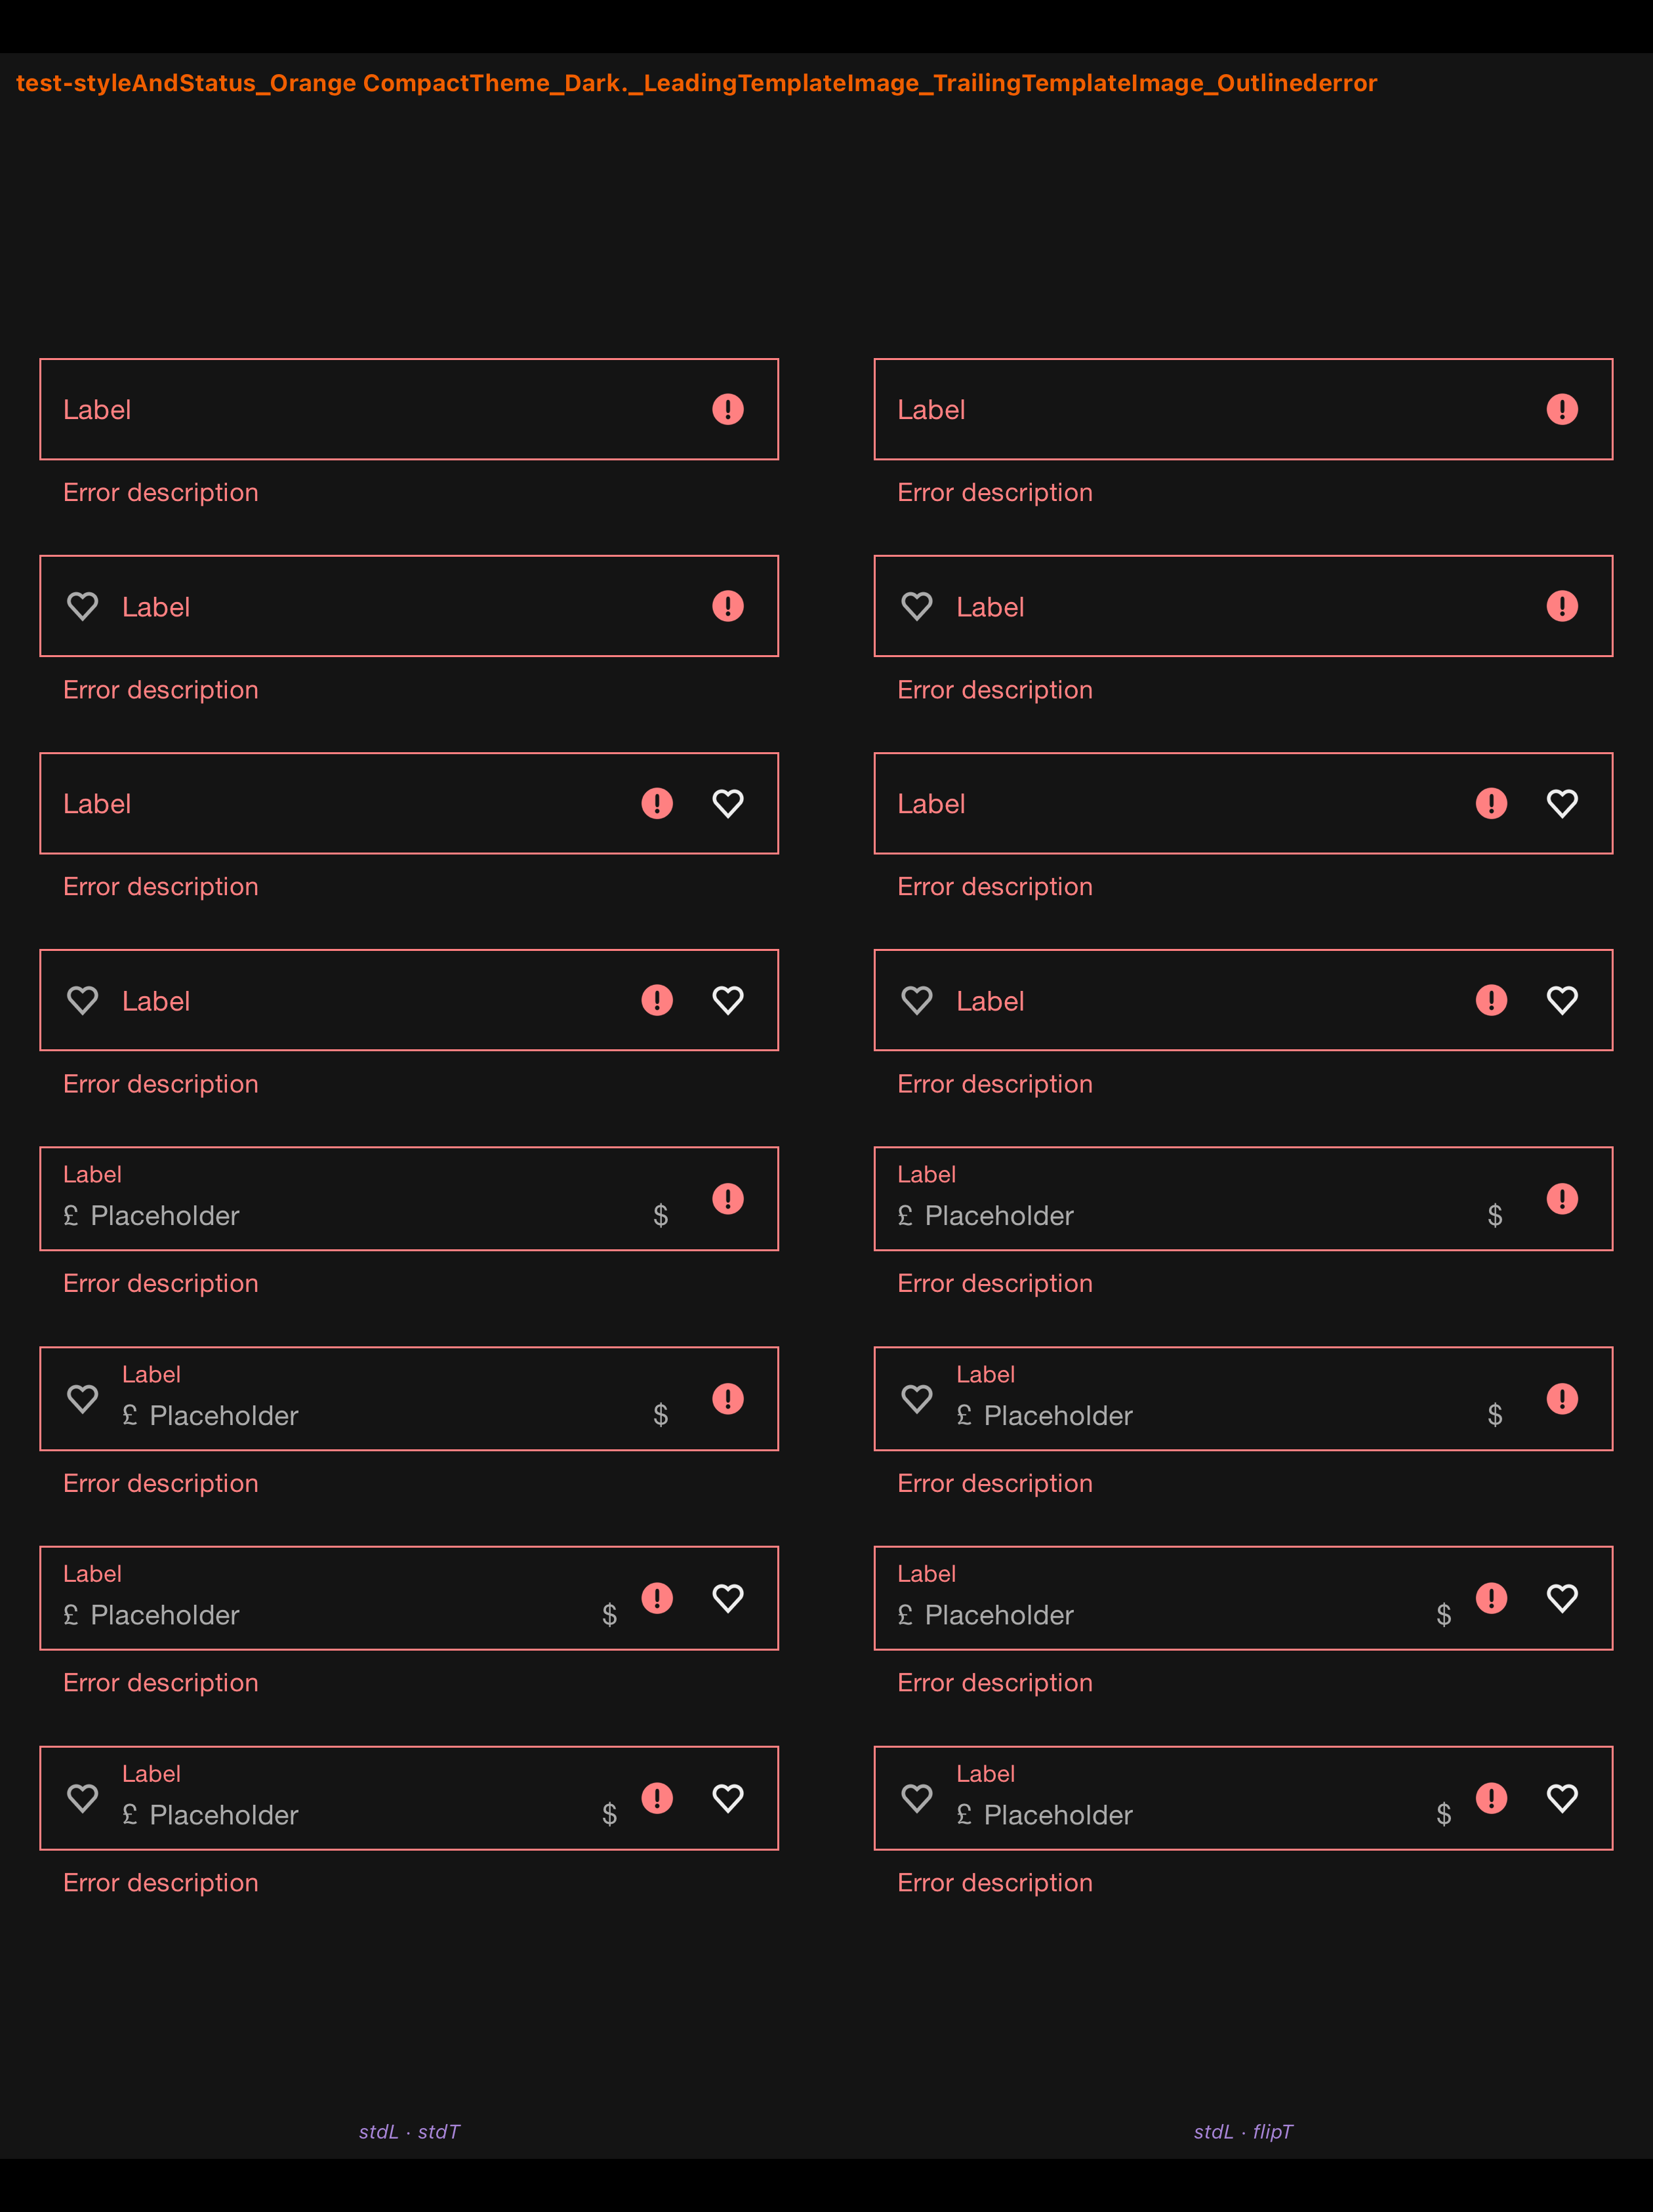 test-styleAndStatus_Orange CompactTheme_Dark._LeadingTemplateImage_TrailingTemplateImage_Outlinederror
Label
Error description
Label
Error description
Label
Error description
Label
Error description
Label
£ Placeholder $
Error description
Label
£ Placeholder $
Error description
Label
£ Placeholder $
Error description
Label
£ Placeholder $
Error description
stdL · stdT
Label
Error description
Label
Error description
Label
Error description
Label
Error description
Label
£ Placeholder $
Error description
Label
£ Placeholder $
Error description
Label
£ Placeholder $
Error description
Label
£ Placeholder $
Error description
stdL · flipT